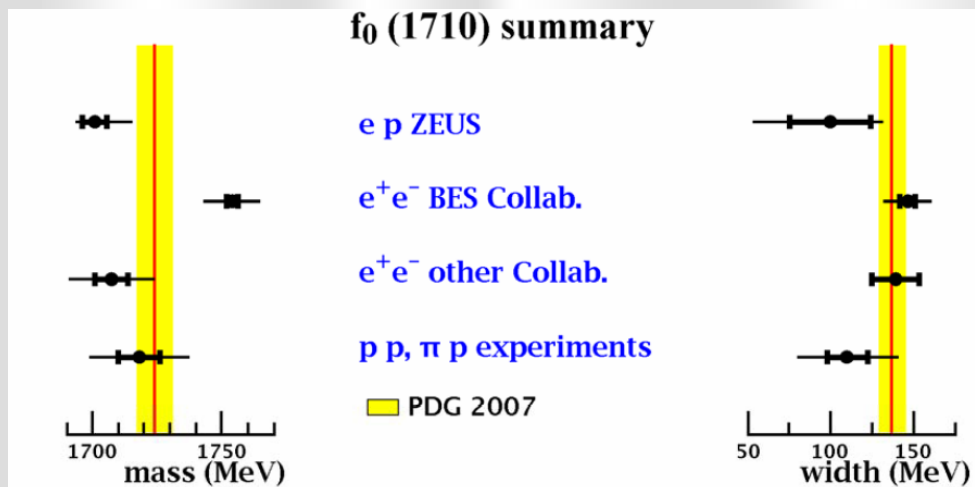 f₀ (1710) summary
e p ZEUS
e⁺e⁻ BES Collab.
e⁺e⁻ other Collab.
p p, π p experiments
PDG 2007
1700 1750
mass (MeV)
50 100 150
width (MeV)